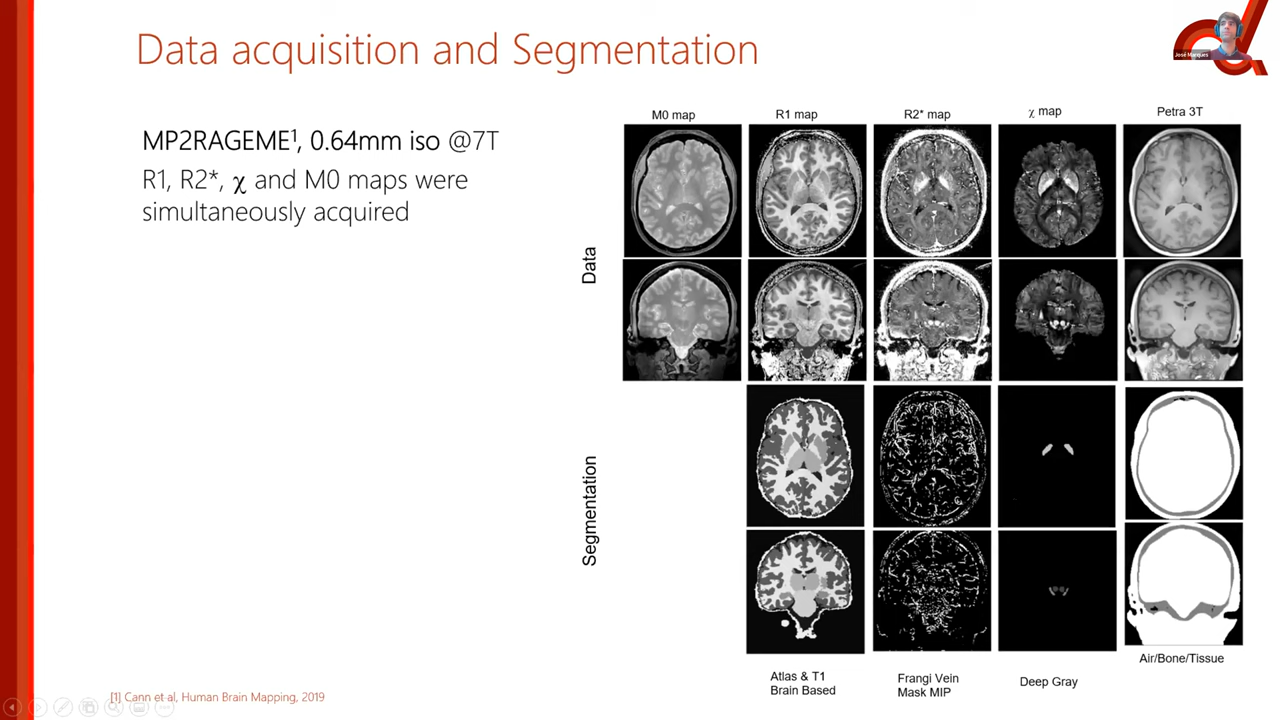 Data acquisition and Segmentation
José Marques
MP2RAGEME¹, 0.64mm iso @7T
R1, R2*, χ and M0 maps were
simultaneously acquired
M0 map
R1 map
R2* map
χ map
Petra 3T
Data
Segmentation
Atlas & T1
Brain Based
Frangi Vein
Mask MIP
Deep Gray
Air/Bone/Tissue
[1] Cann et al, Human Brain Mapping, 2019